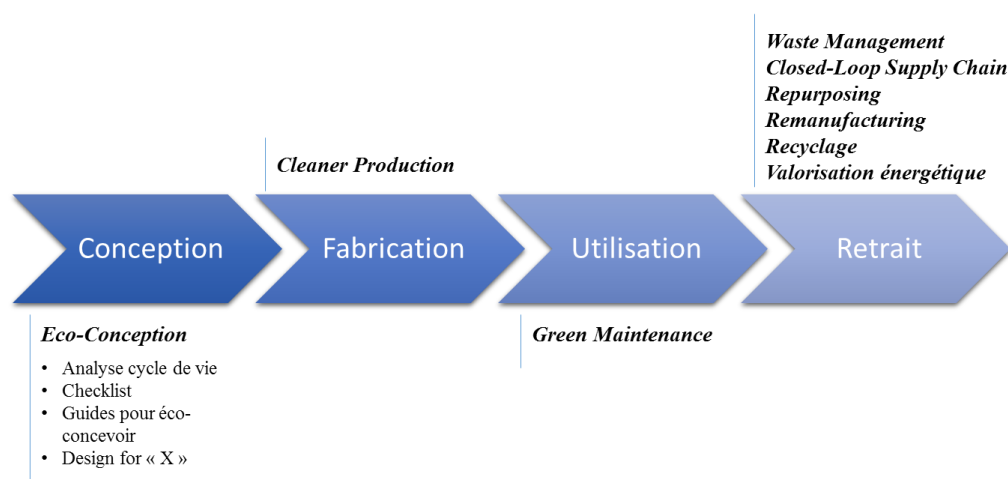 Waste Management
Closed-Loop Supply Chain
Repurposing
Remanufacturing
Recyclage
Valorisation énergétique
Cleaner Production
Conception
Fabrication
Utilisation
Retrait
Eco-Conception
• Analyse cycle de vie
• Checklist
• Guides pour éco-
concevoir
• Design for « X »
Green Maintenance